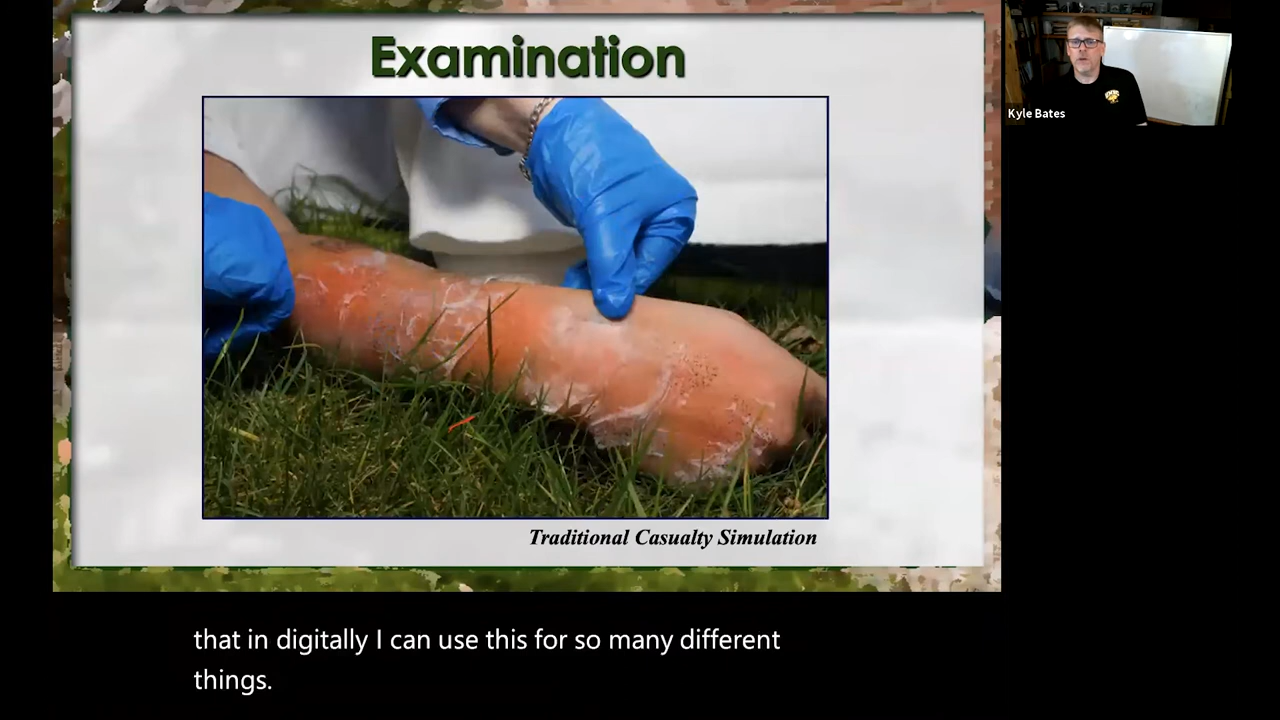 Examination
Kyle Bates
Traditional Casualty Simulation
that in digitally I can use this for so many different
things.